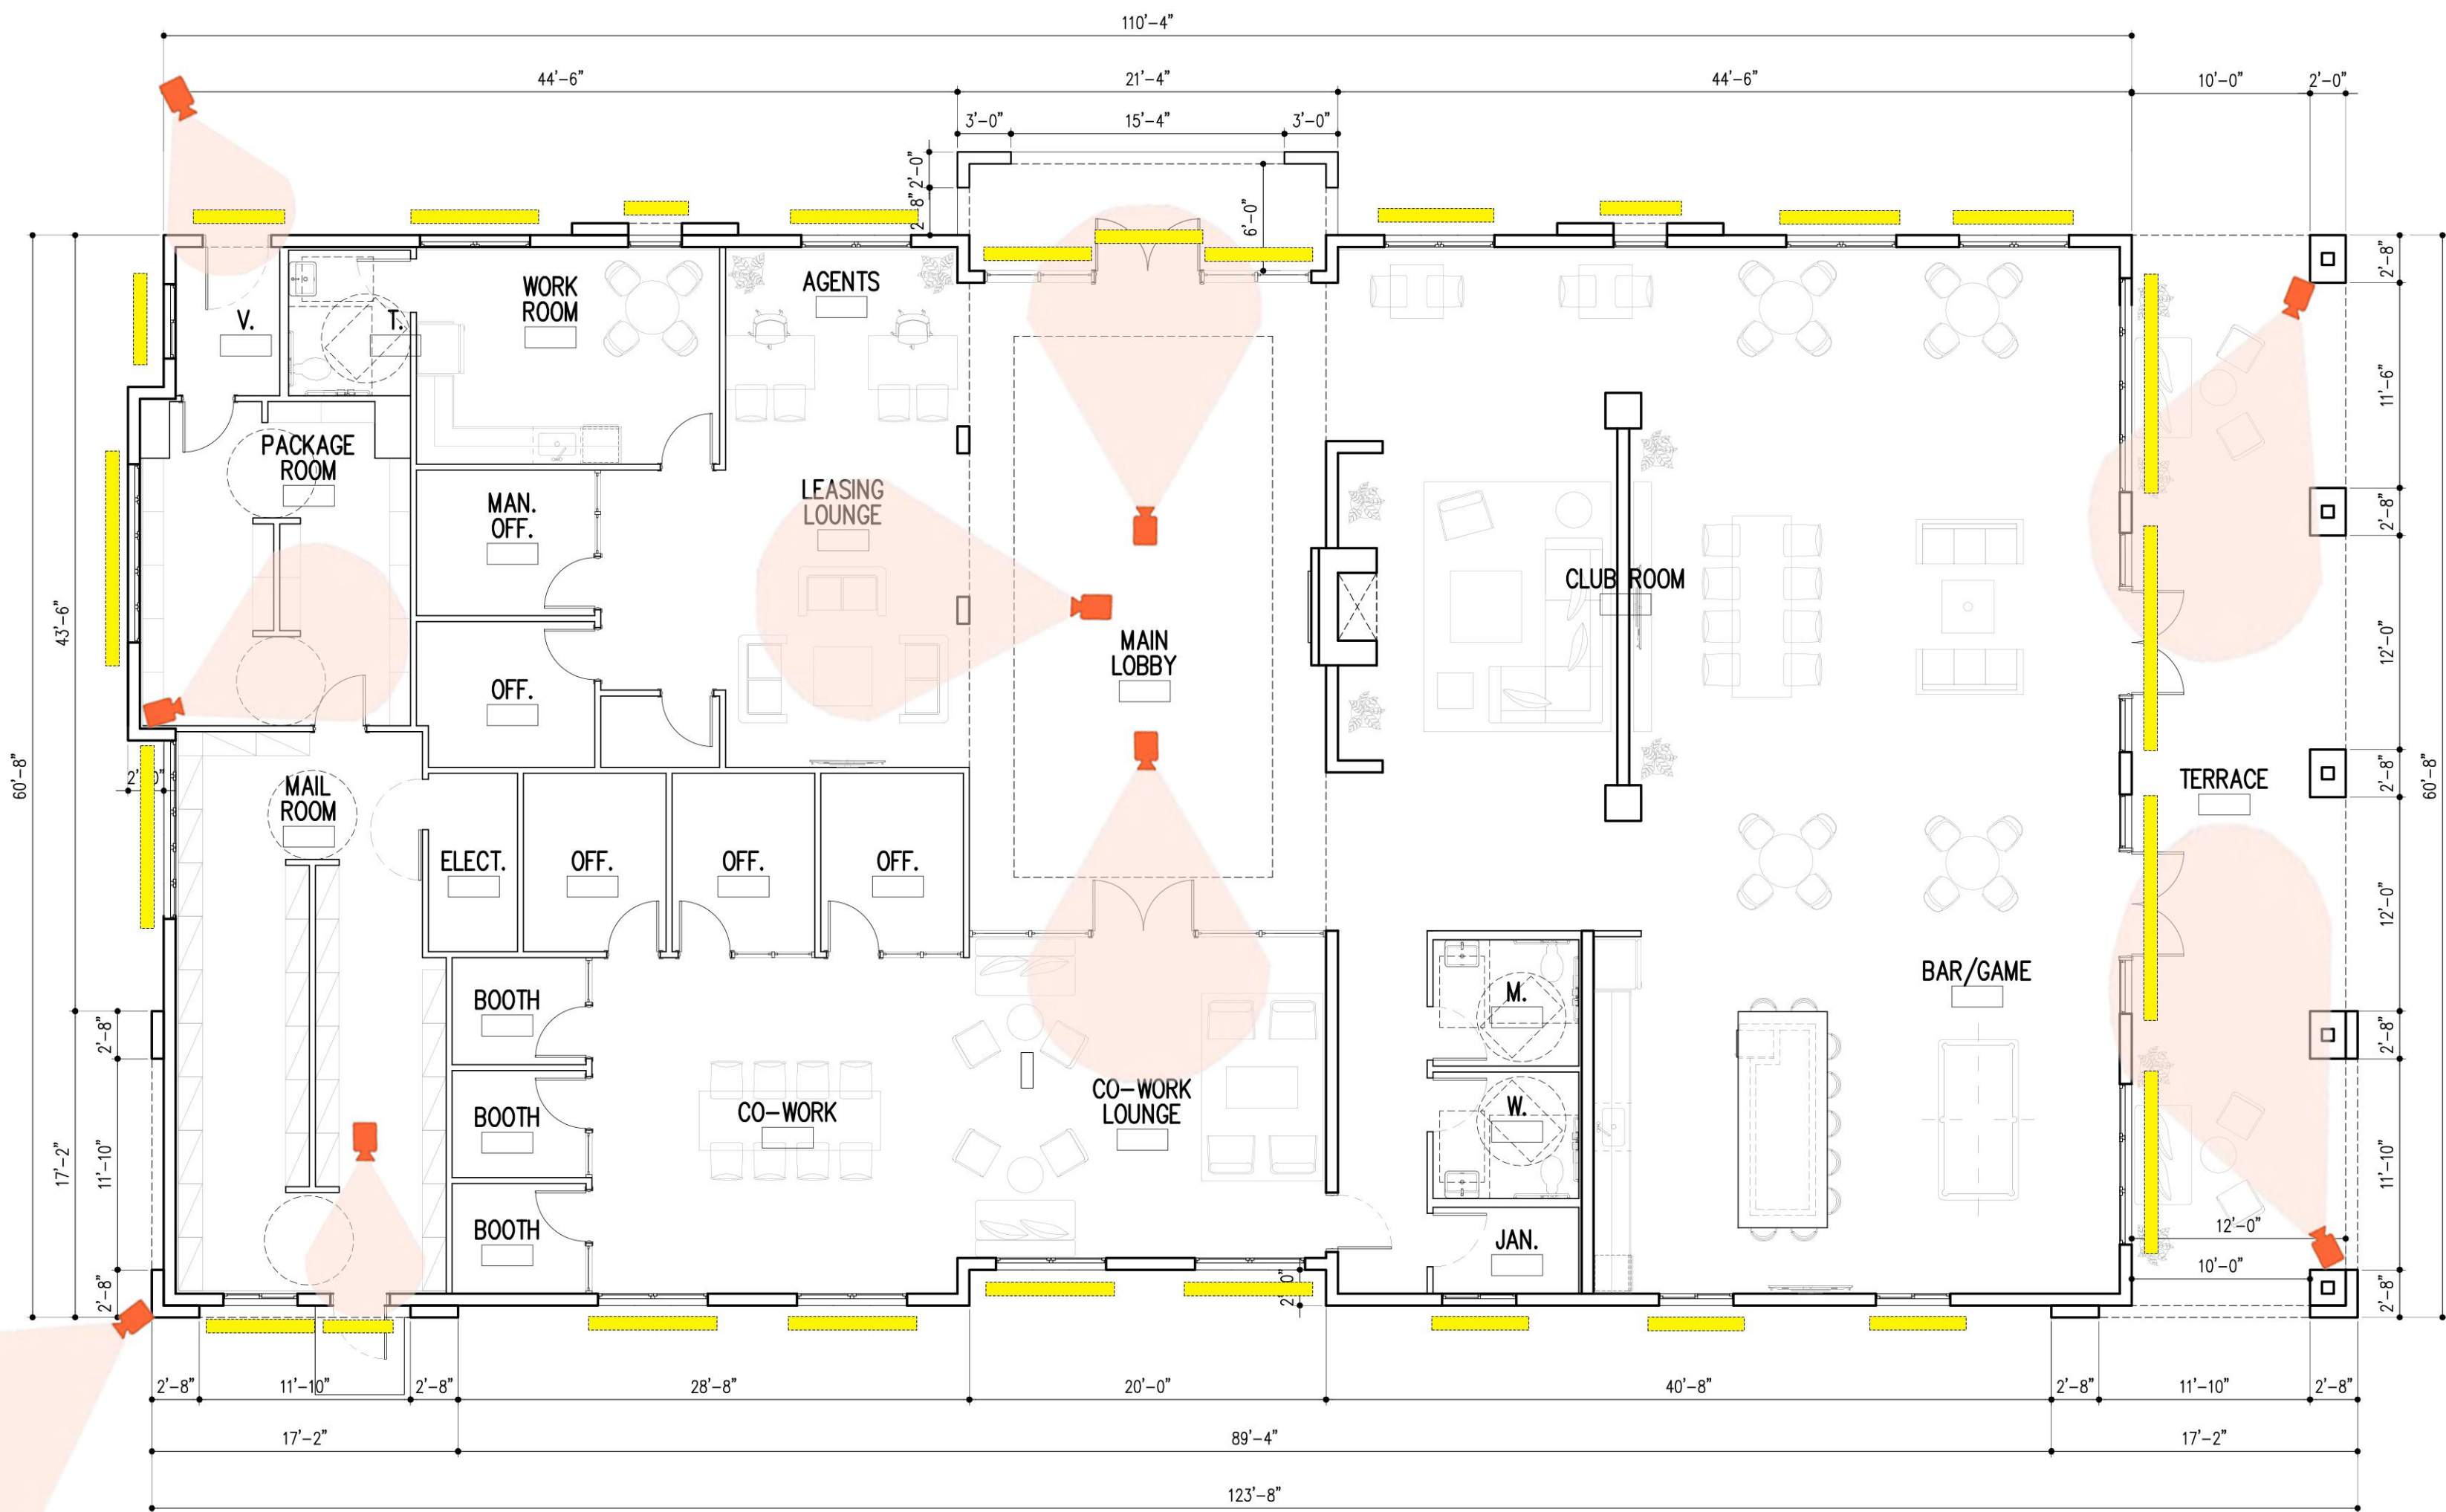 110'-4"
44'-6"
21'-4"
44'-6"
10'-0"
2'-0"
3'-0"
15'-4"
3'-0"
2'-0"
2'-8"
6'-0"
2'-8"
AGENTS
WORK
ROOM
V.
T.
11'-6"
PACKAGE
ROOM
MAN.
OFF.
LEASING
LOUNGE
2'-8"
CLUB ROOM
43'-6"
12'-0"
MAIN
LOBBY
OFF.
60'-8"
MAIL
ROOM
TERRACE
2'-8"
60'-8"
ELECT.
OFF.
OFF.
OFF.
12'-0"
BAR/GAME
BOOTH
M.
2'-8"
2'-8"
CO-WORK
LOUNGE
CO-WORK
BOOTH
W.
17'-2"
11'-10"
11'-10"
BOOTH
JAN.
12'-0"
10'-0"
2'-8"
2'-8"
2'-8"
11'-10"
2'-8"
28'-8"
20'-0"
40'-8"
2'-8"
11'-10"
2'-8"
17'-2"
89'-4"
17'-2"
123'-8"